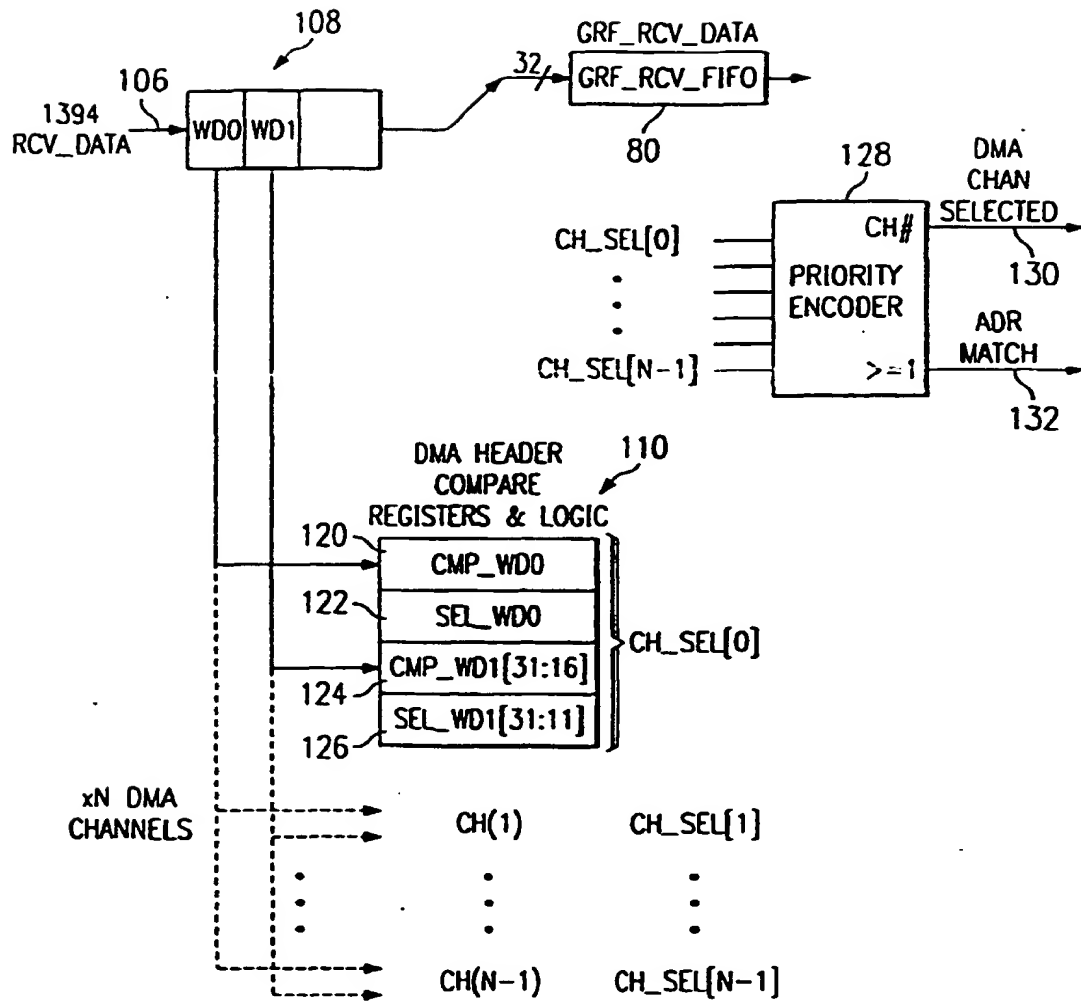 108
GRF_RCV_DATA
32
GRF_RCV_FIFO
80
106
1394
RCV_DATA
WD0 WD1
128
DMA
CHAN
SELECTED
CH#
130
CH_SEL[0]
PRIORITY
ENCODER
ADR
MATCH
CH_SEL[N-1]
>=1
132
DMA HEADER
COMPARE
REGISTERS & LOGIC
110
120
CMP_WD0
122
SEL_WD0
CH_SEL[0]
CMP_WD1[31:16]
124
SEL_WD1[31:11]
126
xN DMA
CHANNELS
CH(1) CH_SEL[1]
CH(N-1) CH_SEL[N-1]